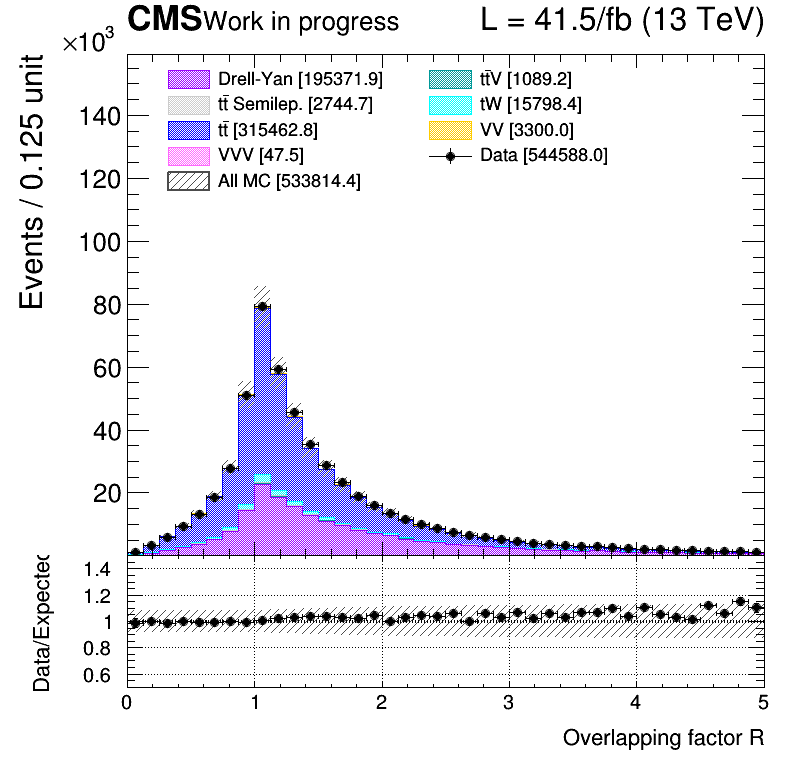 CMS Work in progress L = 41.5/fb (13 TeV)
×10³
Events / 0.125 unit
Drell-Yan [195371.9] tt̄V [1089.2]
tt̄ Semilep. [2744.7] tW [15798.4]
tt̄ [315462.8] VV [3300.0]
VVV [47.5] Data [544588.0]
All MC [533814.4]
140
120
100
80
60
40
20
Data/Expected
1.4
1.2
1
0.8
0.6
0 1 2 3 4 5
Overlapping factor R